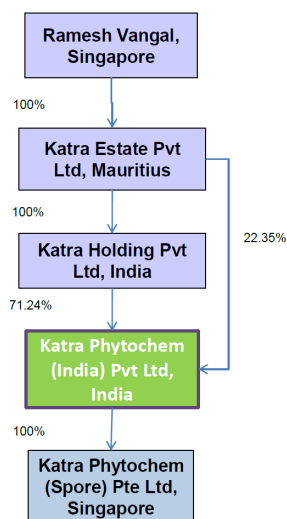 Ramesh Vangal,
Singapore
100%
Katra Estate Pvt
Ltd, Mauritius
100%
22.35%
Katra Holding Pvt
Ltd, India
71.24%
Katra Phytochem
(India) Pvt Ltd,
India
100%
Katra Phytochem
(Spore) Pte Ltd,
Singapore